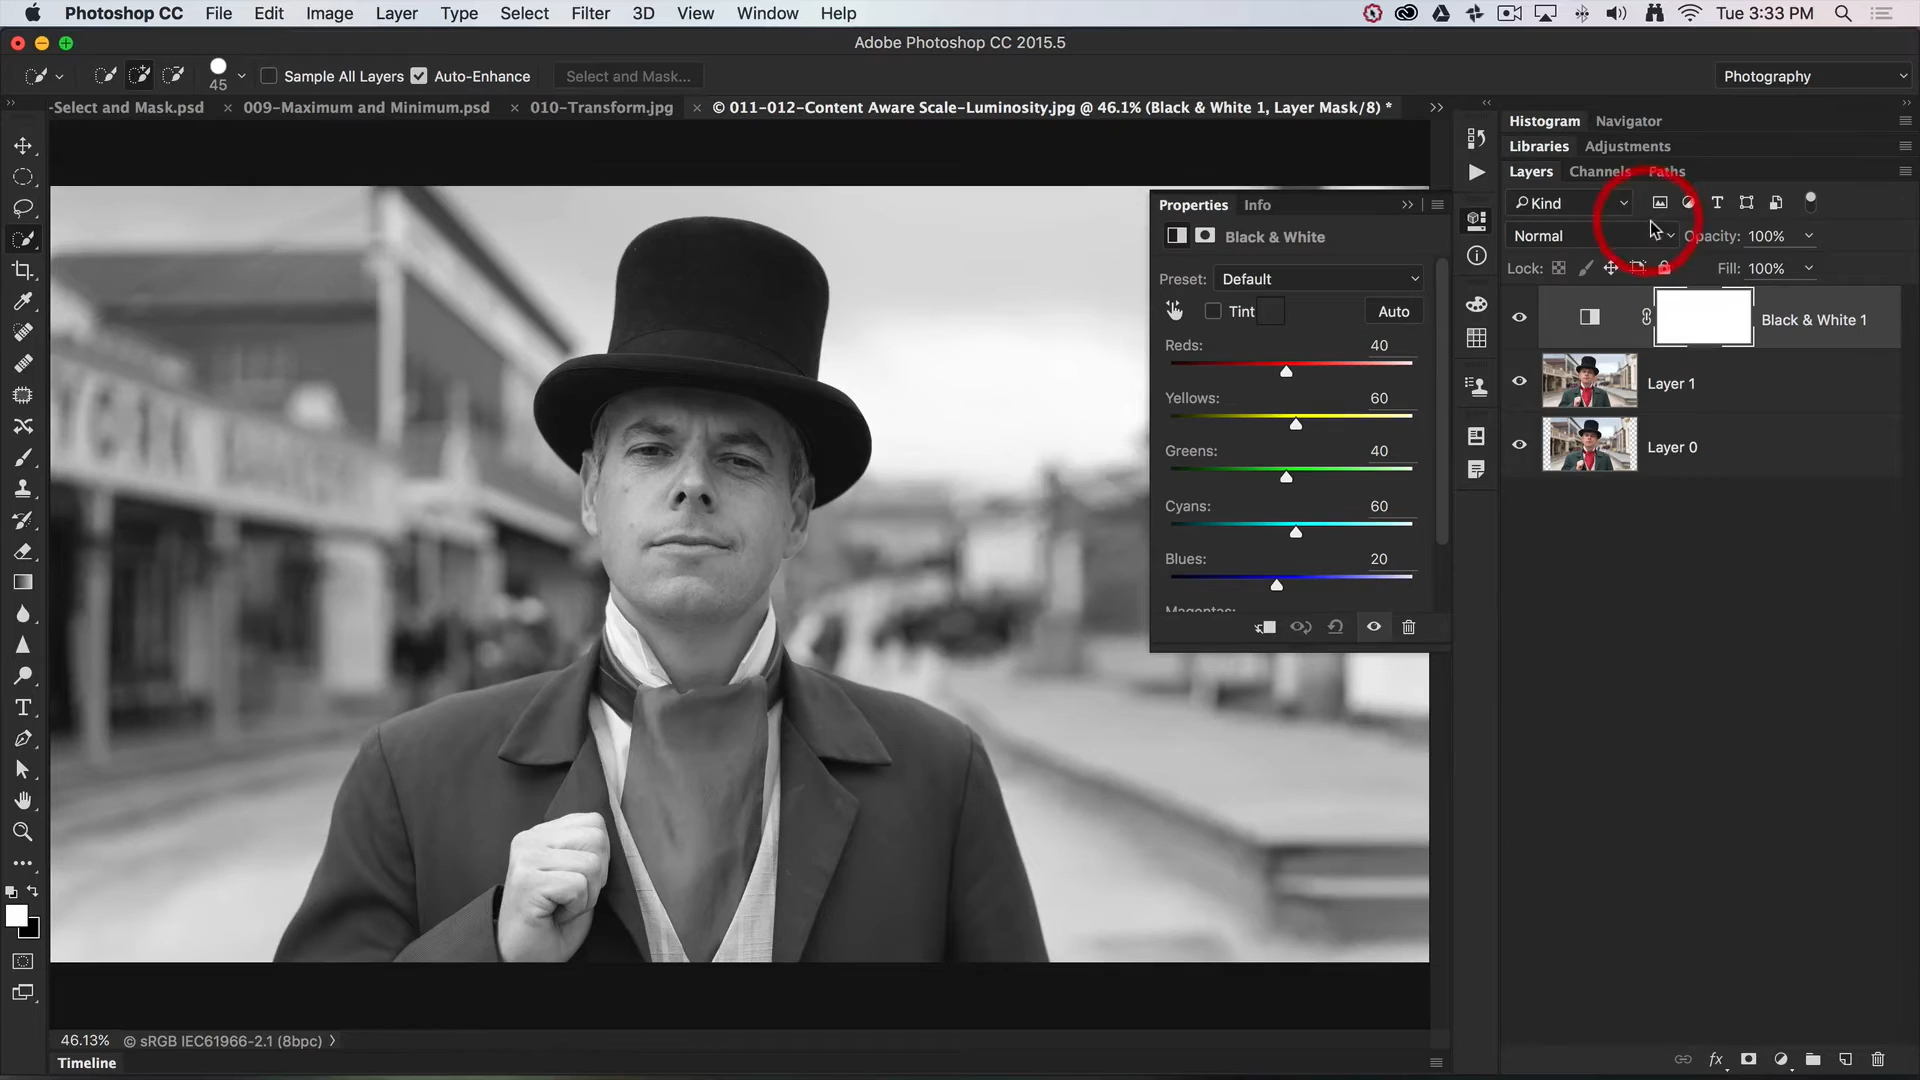 Photoshop CC File Edit Image Layer Type Select Filter 3D View Window Help Tue 3:33 PM
Adobe Photoshop CC 2015.5
45 Sample All Layers Auto-Enhance Select and Mask... Photography
-Select and Mask.psd × 009-Maximum and Minimum.psd × 010-Transform.jpg × © 011-012-Content Aware Scale-Luminosity.jpg @ 46.1% (Black & White 1, Layer Mask/8) *
Histogram Navigator
Libraries Adjustments
Layers Channels Paths
Kind
Normal Opacity: 100%
Lock: Fill: 100%
Black & White 1
Layer 1
Layer 0
Properties Info
Black & White
Preset: Default
Tint Auto
Reds: 40
Yellows: 60
Greens: 40
Cyans: 60
Blues: 20
Magentas:
46.13% © sRGB IEC61966-2.1 (8bpc)
Timeline